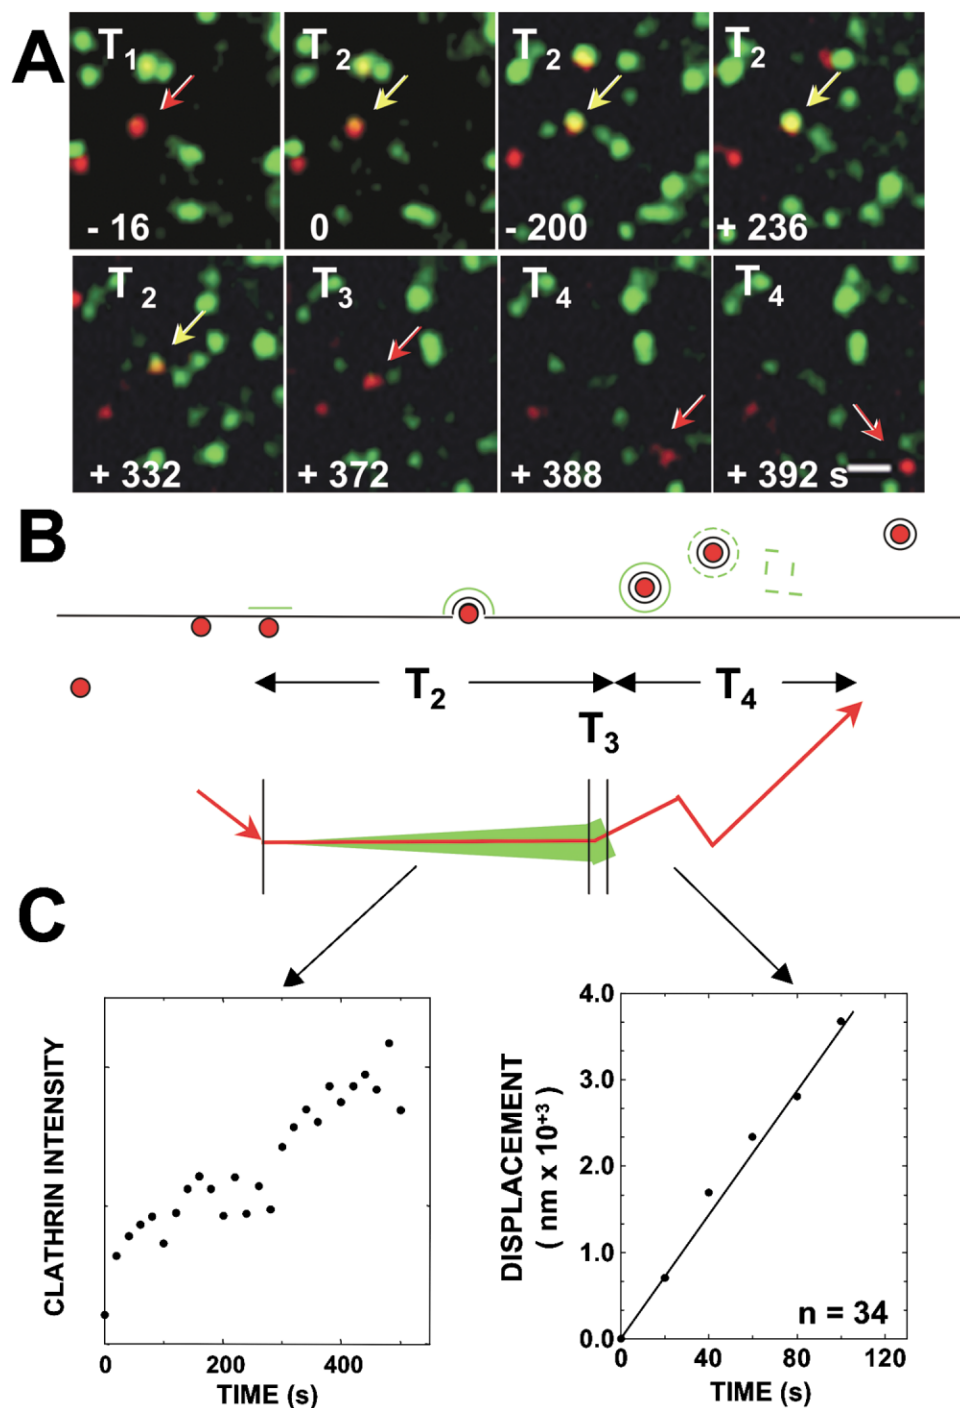 A
T1
T2
T2
T2
- 16
0
- 200
+ 236
T2
T3
T4
T4
+ 332
+ 372
+ 388
+ 392 s
B
T2
T4
T3
C
CLATHRIN INTENSITY
0
200
400
TIME (s)
DISPLACEMENT
( nm x 10+3 )
4.0
3.0
2.0
1.0
0.0
n = 34
0
40
80
120
TIME (s)